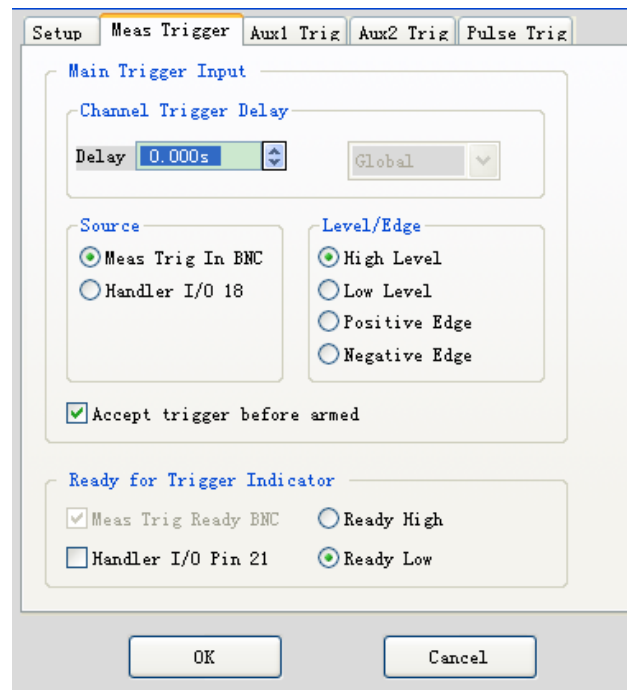 Setup Meas Trigger Aux1 Trig Aux2 Trig Pulse Trig
Main Trigger Input
Channel Trigger Delay
Delay 0.000s Global
Source Level/Edge
Meas Trig In BNC High Level
Handler I/O 18 Low Level
Positive Edge
Negative Edge
Accept trigger before armed
Ready for Trigger Indicator
Meas Trig Ready BNC Ready High
Handler I/O Pin 21 Ready Low
OK Cancel